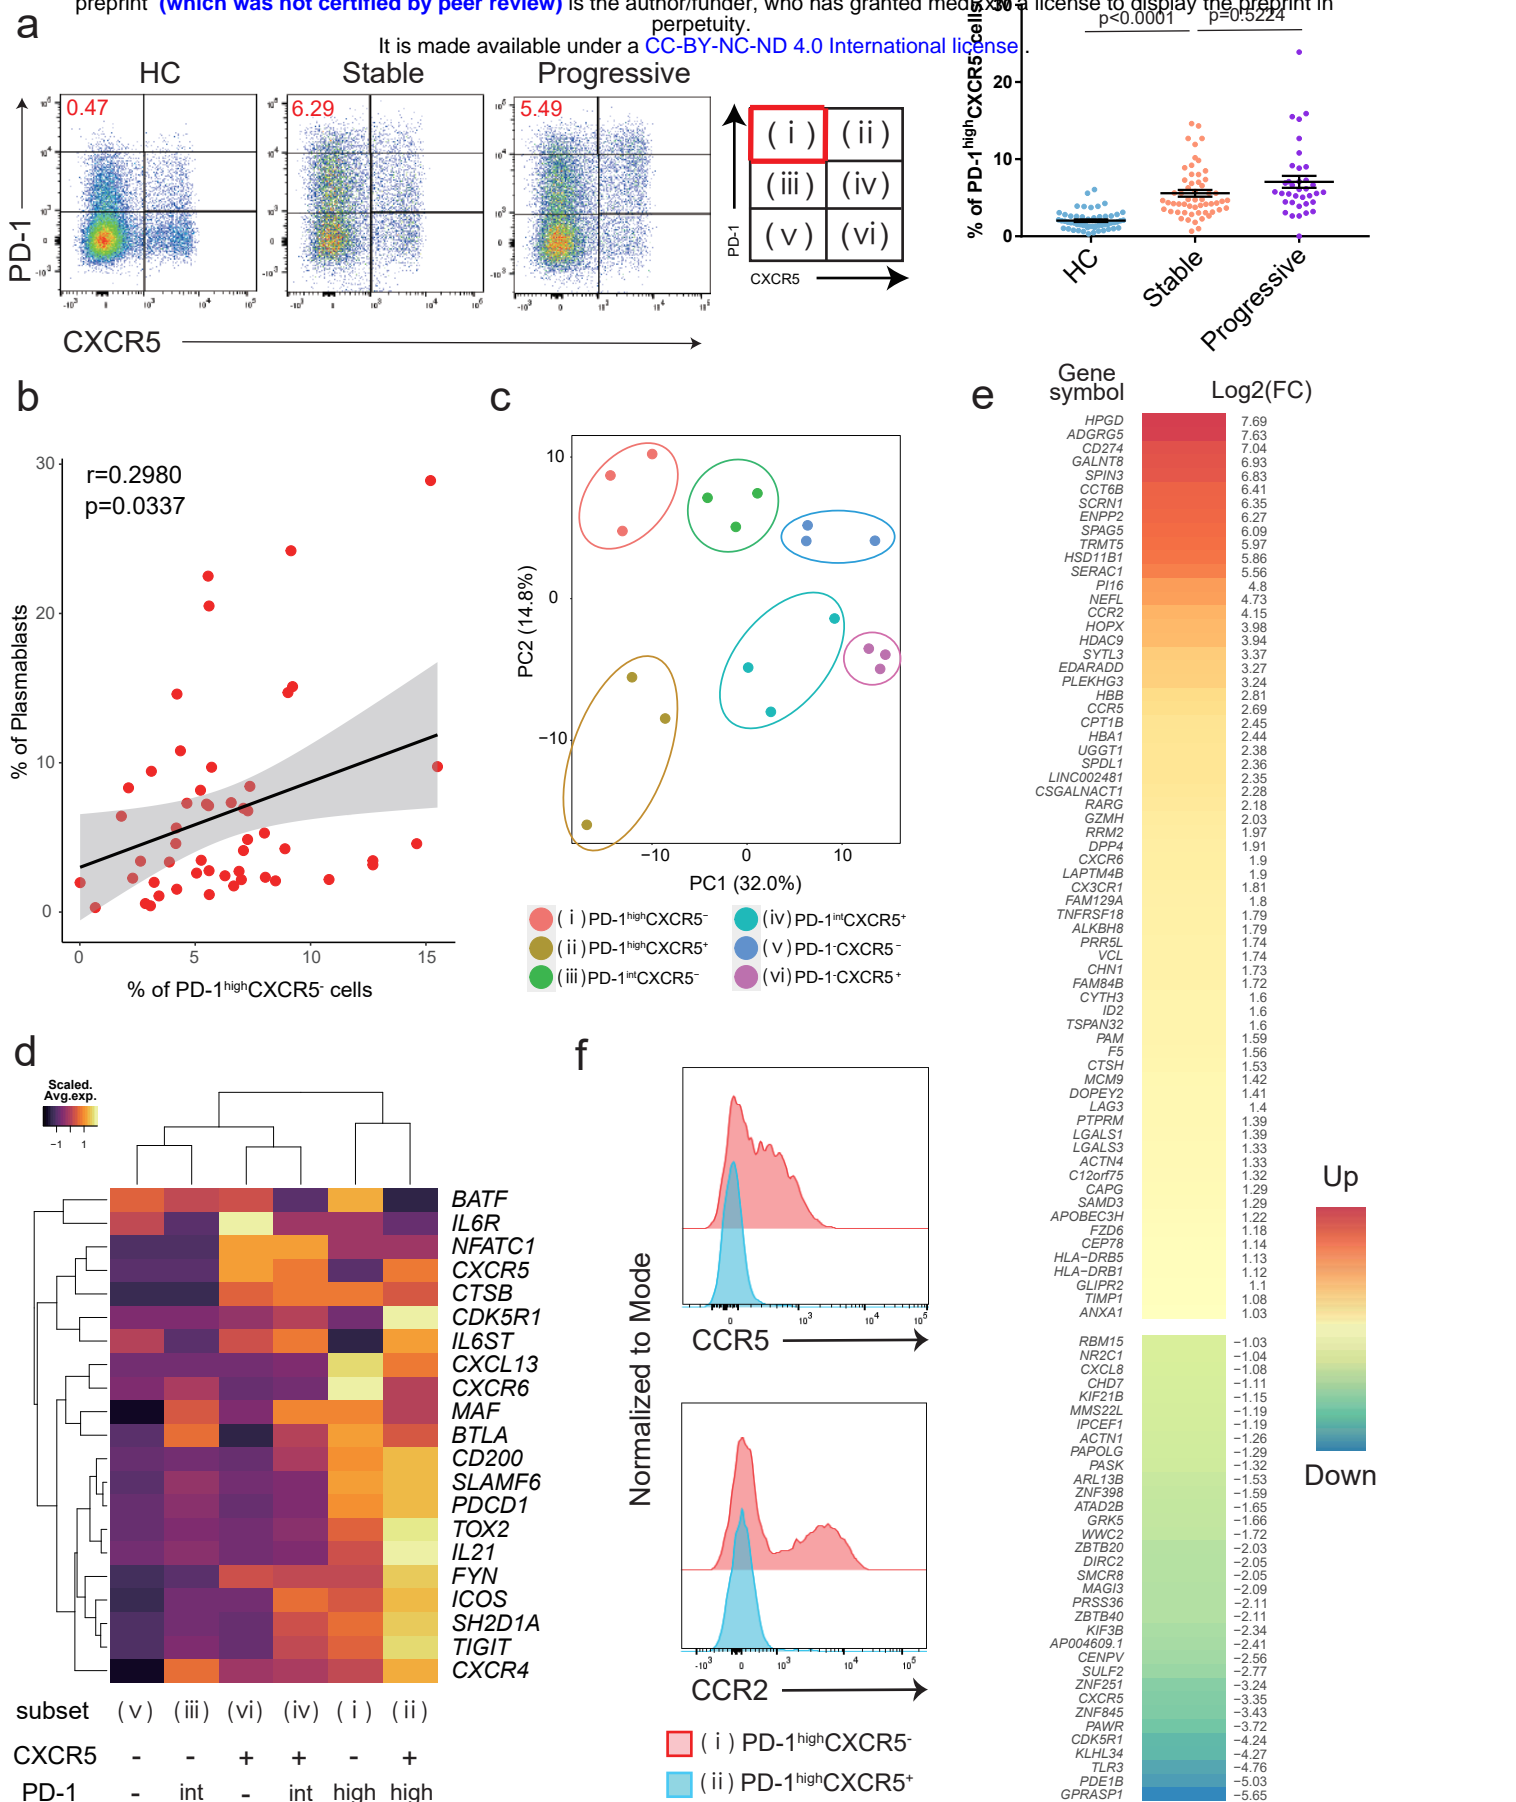 preprint (which was not certified by peer review) is the author/funder, who has granted medRxiv a license to display the preprint in
perpetuity.
It is made available under a CC-BY-NC-ND 4.0 International license .
a
HC
Stable
Progressive
0.47
6.29
5.49
PD-1
CXCR5
( i ) ( ii )
( iii ) ( iv )
( v ) ( vi )
PD-1
CXCR5
% of PD-1highCXCR5- cells
30
20
10
0
p<0.0001
p=0.5224
HC
Stable
Progressive
b
r=0.2980
p=0.0337
% of Plasmablasts
30
20
10
0
0 5 10 15
% of PD-1highCXCR5- cells
c
PC2 (14.8%)
10
0
−10
−10 0 10
PC1 (32.0%)
( i ) PD-1highCXCR5−
( ii ) PD-1highCXCR5+
( iii ) PD-1intCXCR5−
( iv ) PD-1intCXCR5+
( v ) PD-1-CXCR5−
( vi ) PD-1-CXCR5+
d
Scaled.
Avg.exp.
−1 1
BATF
IL6R
NFATC1
CXCR5
CTSB
CDK5R1
IL6ST
CXCL13
CXCR6
MAF
BTLA
CD200
SLAMF6
PDCD1
TOX2
IL21
FYN
ICOS
SH2D1A
TIGIT
CXCR4
subset ( v ) ( iii ) ( vi ) ( iv ) ( i ) ( ii )
CXCR5 - - + + - +
PD-1 - int - int high high
e
Gene
symbol
Log2(FC)
HPGD 7.69
ADGRG5 7.63
CD274 7.04
GALNT8 6.93
SPIN3 6.83
CCT6B 6.41
SCRN1 6.35
ENPP2 6.27
SPAG5 6.09
TRMT5 5.97
HSD11B1 5.86
SERAC1 5.56
PI16 4.8
NEFL 4.73
CCR2 4.15
HOPX 3.98
HDAC9 3.94
SYTL3 3.37
EDARADD 3.27
PLEKHG3 3.24
HBB 2.81
CCR5 2.69
CPT1B 2.45
HBA1 2.44
UGGT1 2.38
SPDL1 2.36
LINC002481 2.35
CSGALNACT1 2.28
RARG 2.18
GZMH 2.03
RRM2 1.97
DPP4 1.91
CXCR6 1.9
LAPTM4B 1.9
CX3CR1 1.81
FAM129A 1.8
TNFRSF18 1.79
ALKBH8 1.79
PRR5L 1.74
VCL 1.74
CHN1 1.73
FAM84B 1.72
CYTH3 1.6
ID2 1.6
TSPAN32 1.6
PAM 1.59
F5 1.56
CTSH 1.53
MCM9 1.42
DOPEY2 1.41
LAG3 1.4
PTPRM 1.39
LGALS1 1.39
LGALS3 1.33
ACTN4 1.33
C12orf75 1.32
CAPG 1.29
SAMD3 1.29
APOBEC3H 1.22
FZD6 1.18
CEP78 1.14
HLA−DRB5 1.13
HLA−DRB1 1.12
GLIPR2 1.1
TIMP1 1.08
ANXA1 1.03
RBM15 −1.03
NR2C1 −1.04
CXCL8 −1.08
CHD7 −1.11
KIF21B −1.15
MMS22L −1.19
IPCEF1 −1.19
ACTN1 −1.26
PAPOLG −1.29
PASK −1.32
ARL13B −1.53
ZNF398 −1.59
ATAD2B −1.65
GRK5 −1.66
WWC2 −1.72
ZBTB20 −2.03
DIRC2 −2.05
SMCR8 −2.05
MAGI3 −2.09
PRSS36 −2.11
ZBTB40 −2.11
KIF3B −2.34
AP004609.1 −2.41
CENPV −2.56
SULF2 −2.77
ZNF251 −3.24
CXCR5 −3.35
ZNF845 −3.43
PAWR −3.72
CDK5R1 −4.24
KLHL34 −4.27
TLR3 −4.76
PDE1B −5.03
GPRASP1 −5.65
Up
Down
f
Normalized to Mode
0 10³ 10⁴ 10⁵
CCR5
-10³ 0 10³ 10⁴ 10⁵
CCR2
( i ) PD-1highCXCR5-
( ii ) PD-1highCXCR5+